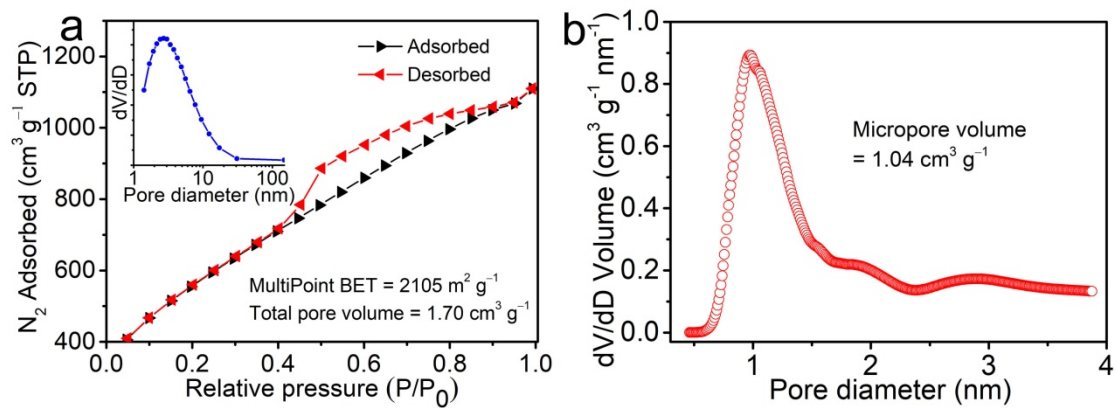 a
N₂ Adsorbed (cm³ g⁻¹ STP)
1200
1000
800
600
400
0.0 0.2 0.4 0.6 0.8 1.0
Relative pressure (P/P₀)
Adsorbed
Desorbed
dV/dD
1 10 100
Pore diameter (nm)
MultiPoint BET = 2105 m² g⁻¹
Total pore volume = 1.70 cm³ g⁻¹
b
dV/dD Volume (cm³ g⁻¹ nm⁻¹)
1.0
0.8
0.6
0.4
0.2
0.0
1 2 3 4
Pore diameter (nm)
Micropore volume
= 1.04 cm³ g⁻¹